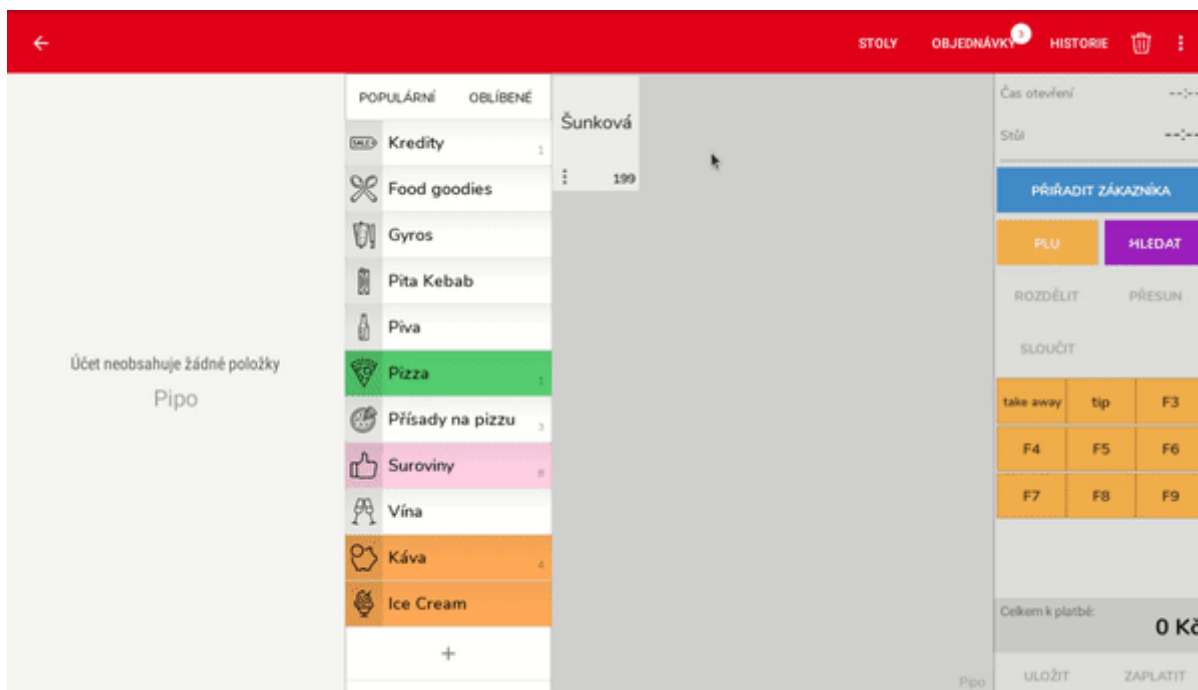 STOLY OBJEDNÁVKY 3 HISTORIE
Účet neobsahuje žádné položky
Pipo
POPULÁRNÍ OBLÍBENÉ
SALE Kredity 1
Food goodies
Gyros
Pita Kebab
Piva
Pizza 1
Přísady na pizzu 3
Suroviny 8
Vína
Káva 4
Ice Cream
+
Šunková
199
Pipo
Čas otevření --:--
Stůl --:--
PŘIŘADIT ZÁKAZNÍKA
PLU HLEDAT
ROZDĚLIT PŘESUN
SLOUČIT
take away tip F3
F4 F5 F6
F7 F8 F9
Celkem k platbě:
0 Kč
ULOŽIT ZAPLATIT